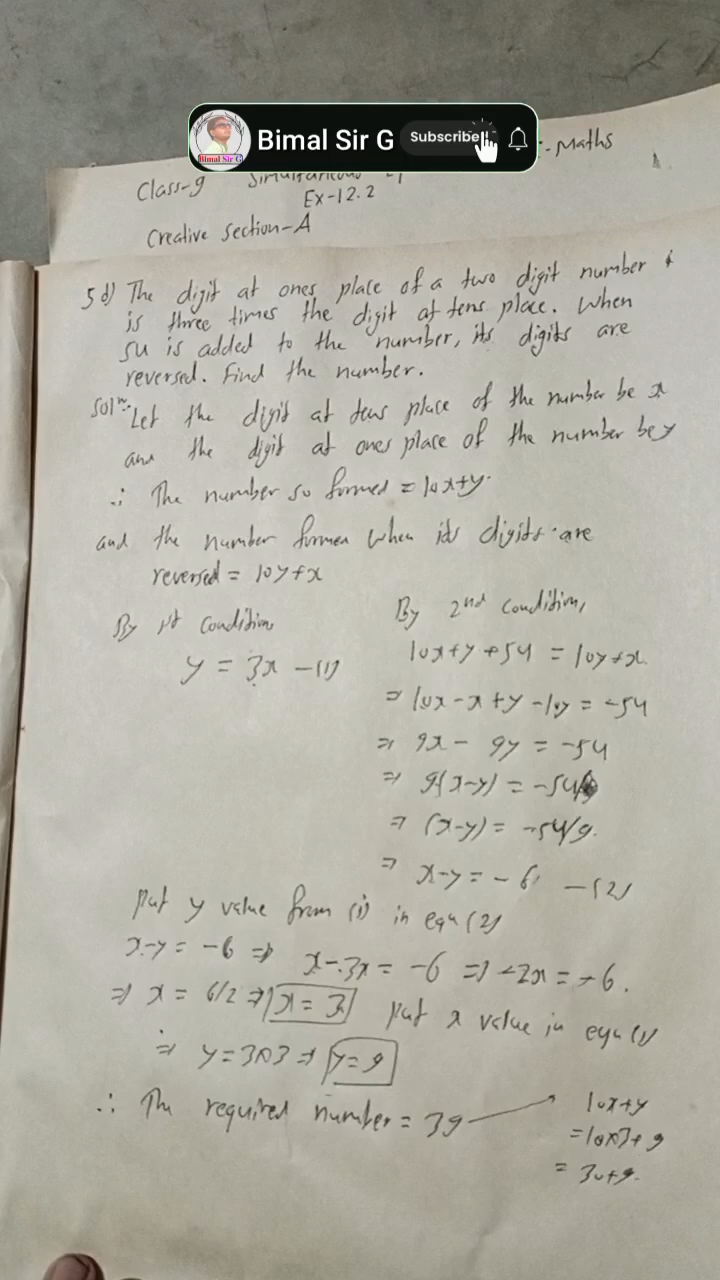 Bimal Sir G Subscribe
Bimal Sir G
:- Maths
Class-9
Ex-12.2
Creative section-A
5d) The digit at ones place of a two digit number
is three times the digit at tens place. When
54 is added to the number, its digits are
reversed. Find the number.
Solⁿ:- Let the digit at tens place of the number be x
and the digit at ones place of the number be y
∴ The number so formed = 10x+y.
and the number formed when its digits are
reversed = 10y+x
By 1st condition
y = 3x -(1)
By 2nd condition,
10x+y+54 = 10y+x.
⇒ 10x-x+y-10y = -54
⇒ 9x- 9y = -54
⇒ 9(x-y) = -54
⇒ (x-y) = -54/9.
⇒ x-y = -6 -(2)
put y value from (i) in eqn (2)
x-y = -6 ⇒ x-3x = -6 ⇒ -2x = -6.
⇒ x = 6/2 ⇒ x = 3 put x value in eqn (1)
⇒ y = 3×3 ⇒ y = 9
∴ The required number = 39
10x+y
=10×3+9
= 30+9.